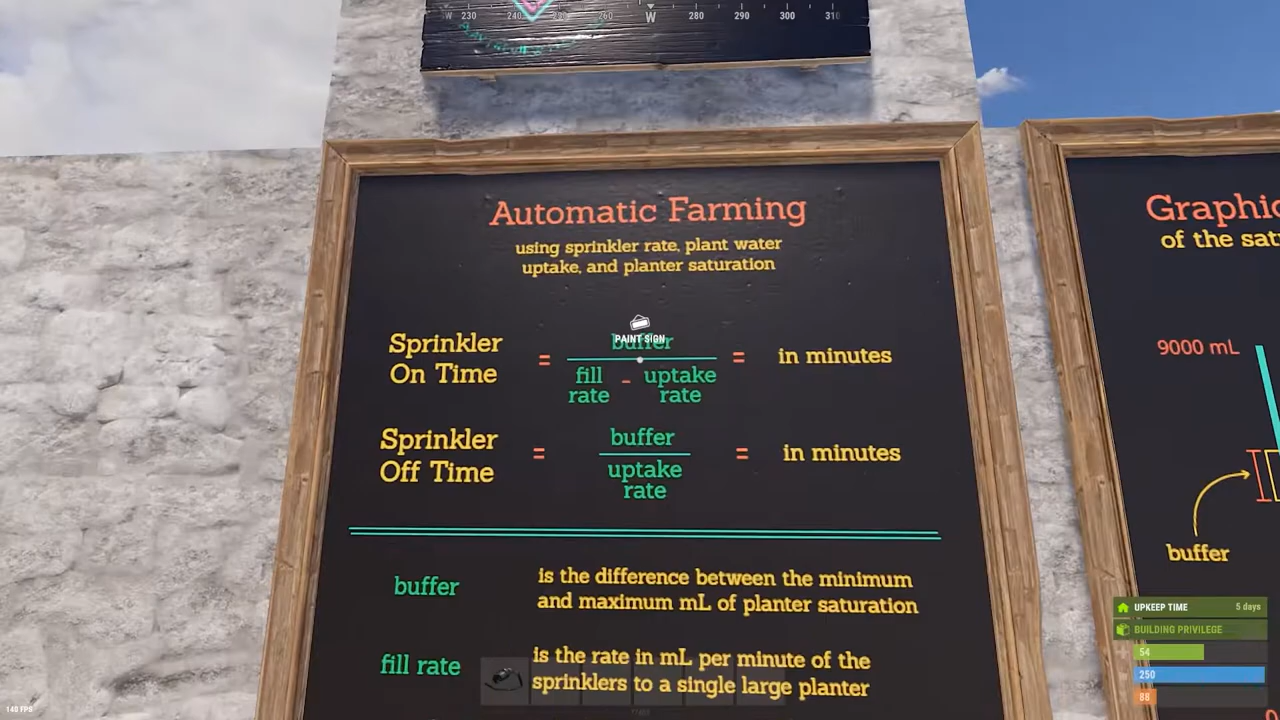 W 230 240 260 W 280 290 300 310
Automatic Farming
using sprinkler rate, plant water
uptake, and planter saturation
PAINT SIGN
Sprinkler
On Time
=
buffer
fill
rate
-
uptake
rate
=
in minutes
Sprinkler
Off Time
=
buffer
uptake
rate
=
in minutes
buffer
is the difference between the minimum
and maximum mL of planter saturation
fill rate
is the rate in mL per minute of the
sprinklers to a single large planter
Graphic
of the sat
9000 mL
buffer
UPKEEP TIME 5 days
BUILDING PRIVILEGE
54
250
88
140 FPS